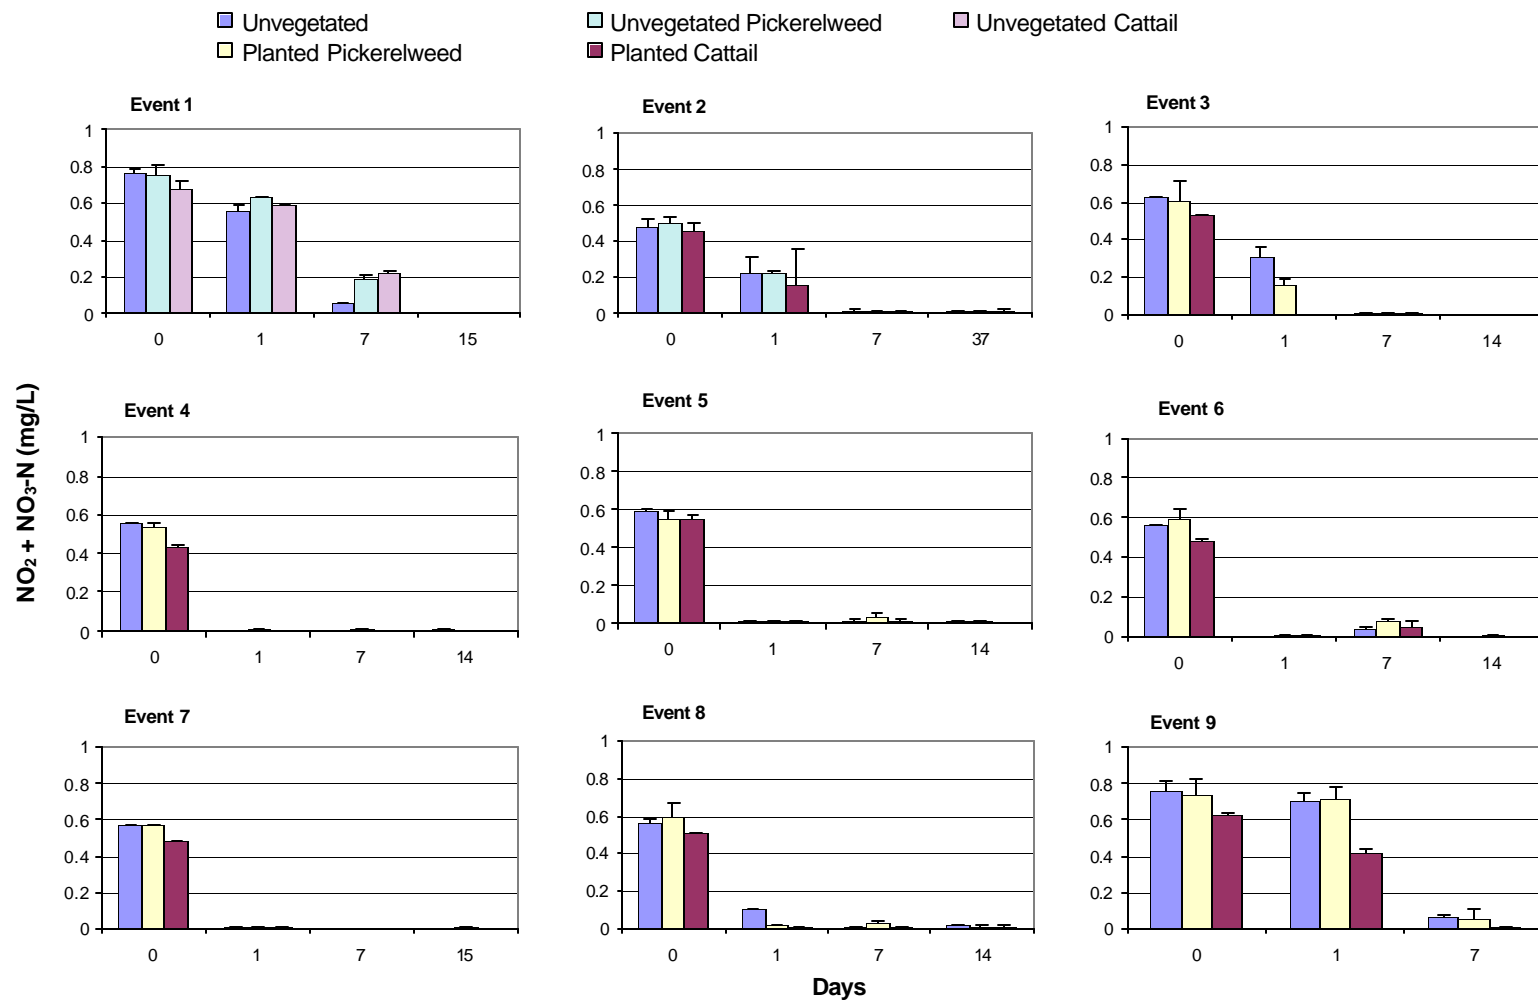 Unvegetated
Unvegetated Pickerelweed
Unvegetated Cattail
Planted Pickerelweed
Planted Cattail
NO₂ + NO₃-N (mg/L)
Event 1
1
0.8
0.6
0.4
0.2
0
0 1 7 15
Event 2
1
0.8
0.6
0.4
0.2
0
0 1 7 37
Event 3
1
0.8
0.6
0.4
0.2
0
0 1 7 14
Event 4
1
0.8
0.6
0.4
0.2
0
0 1 7 14
Event 5
1
0.8
0.6
0.4
0.2
0
0 1 7 14
Event 6
1
0.8
0.6
0.4
0.2
0
0 1 7 14
Event 7
1
0.8
0.6
0.4
0.2
0
0 1 7 15
Event 8
1
0.8
0.6
0.4
0.2
0
0 1 7 14
Event 9
1
0.8
0.6
0.4
0.2
0
0 1 7
Days